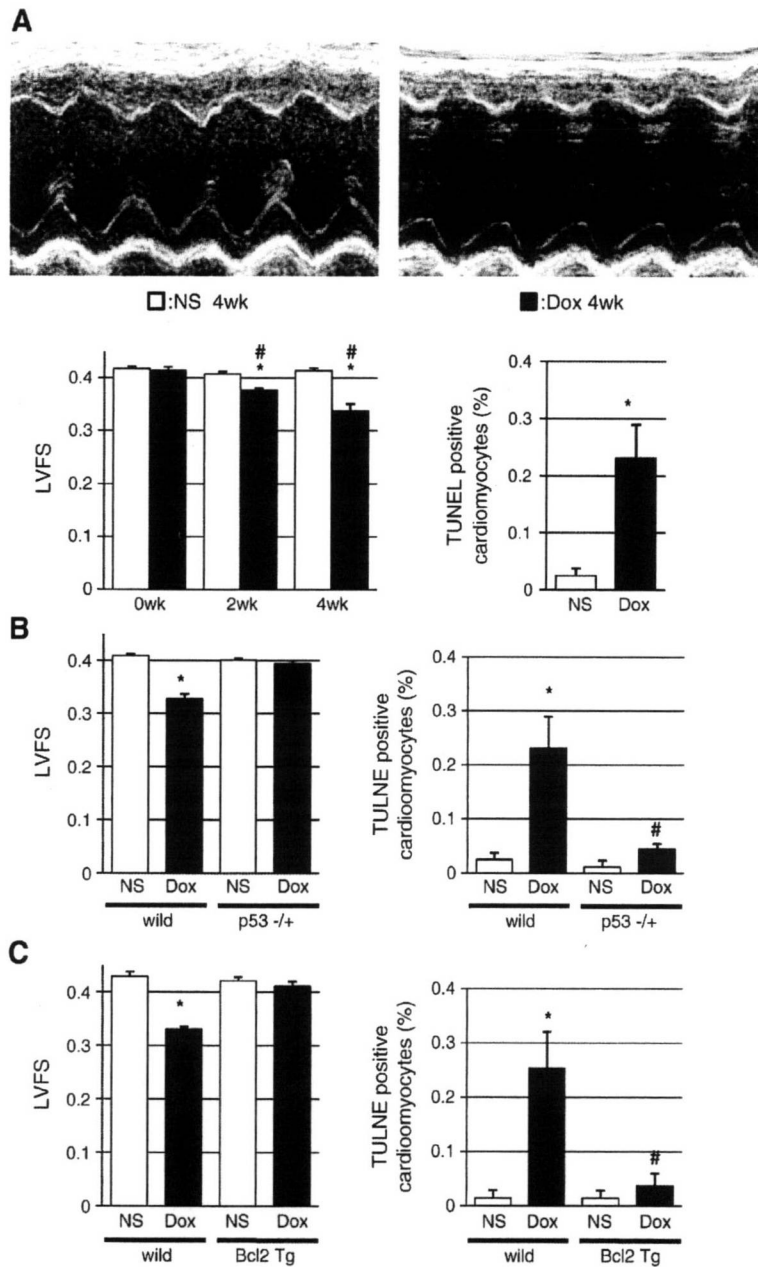 A
□:NS 4wk
■:Dox 4wk
LVFS
0.4
0.3
0.2
0.1
0
# *
# *
0wk 2wk 4wk
TUNEL positive
cardiomyocytes (%)
0.4
0.3
0.2
0.1
0
*
NS Dox
B
LVFS
0.4
0.3
0.2
0.1
0
*
NS Dox NS Dox
wild p53 -/+
TULNE positive
cardioomyocytes (%)
0.4
0.3
0.2
0.1
0
*
#
NS Dox NS Dox
wild p53 -/+
C
LVFS
0.4
0.3
0.2
0.1
0
*
NS Dox NS Dox
wild Bcl2 Tg
TULNE positive
cardioomyocytes (%)
0.4
0.3
0.2
0.1
0
*
#
NS Dox NS Dox
wild Bcl2 Tg